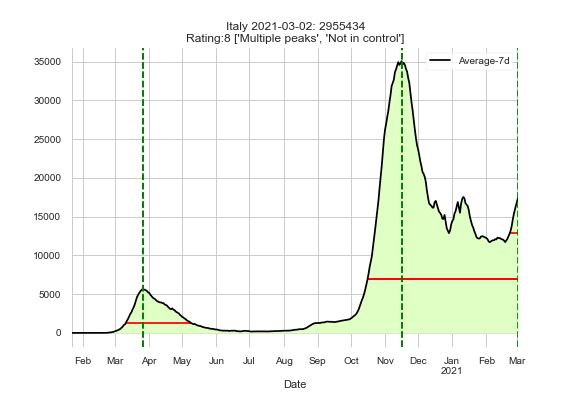 Italy 2021-03-02: 2955434
Rating:8 ['Multiple peaks', 'Not in control']
Average-7d
35000
30000
25000
20000
15000
10000
5000
0
Feb Mar Apr May Jun Jul Aug Sep Oct Nov Dec Jan Feb Mar
2021
Date